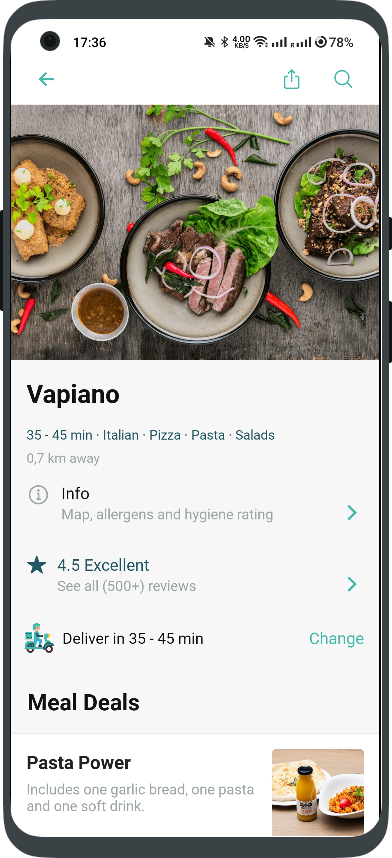 17:36
4.00
KB/S
R
78%
Vapiano
35 - 45 min · Italian · Pizza · Pasta · Salads
0,7 km away
Info
Map, allergens and hygiene rating
4.5 Excellent
See all (500+) reviews
Deliver in 35 - 45 min
Change
Meal Deals
Pasta Power
Includes one garlic bread, one pasta
and one soft drink.